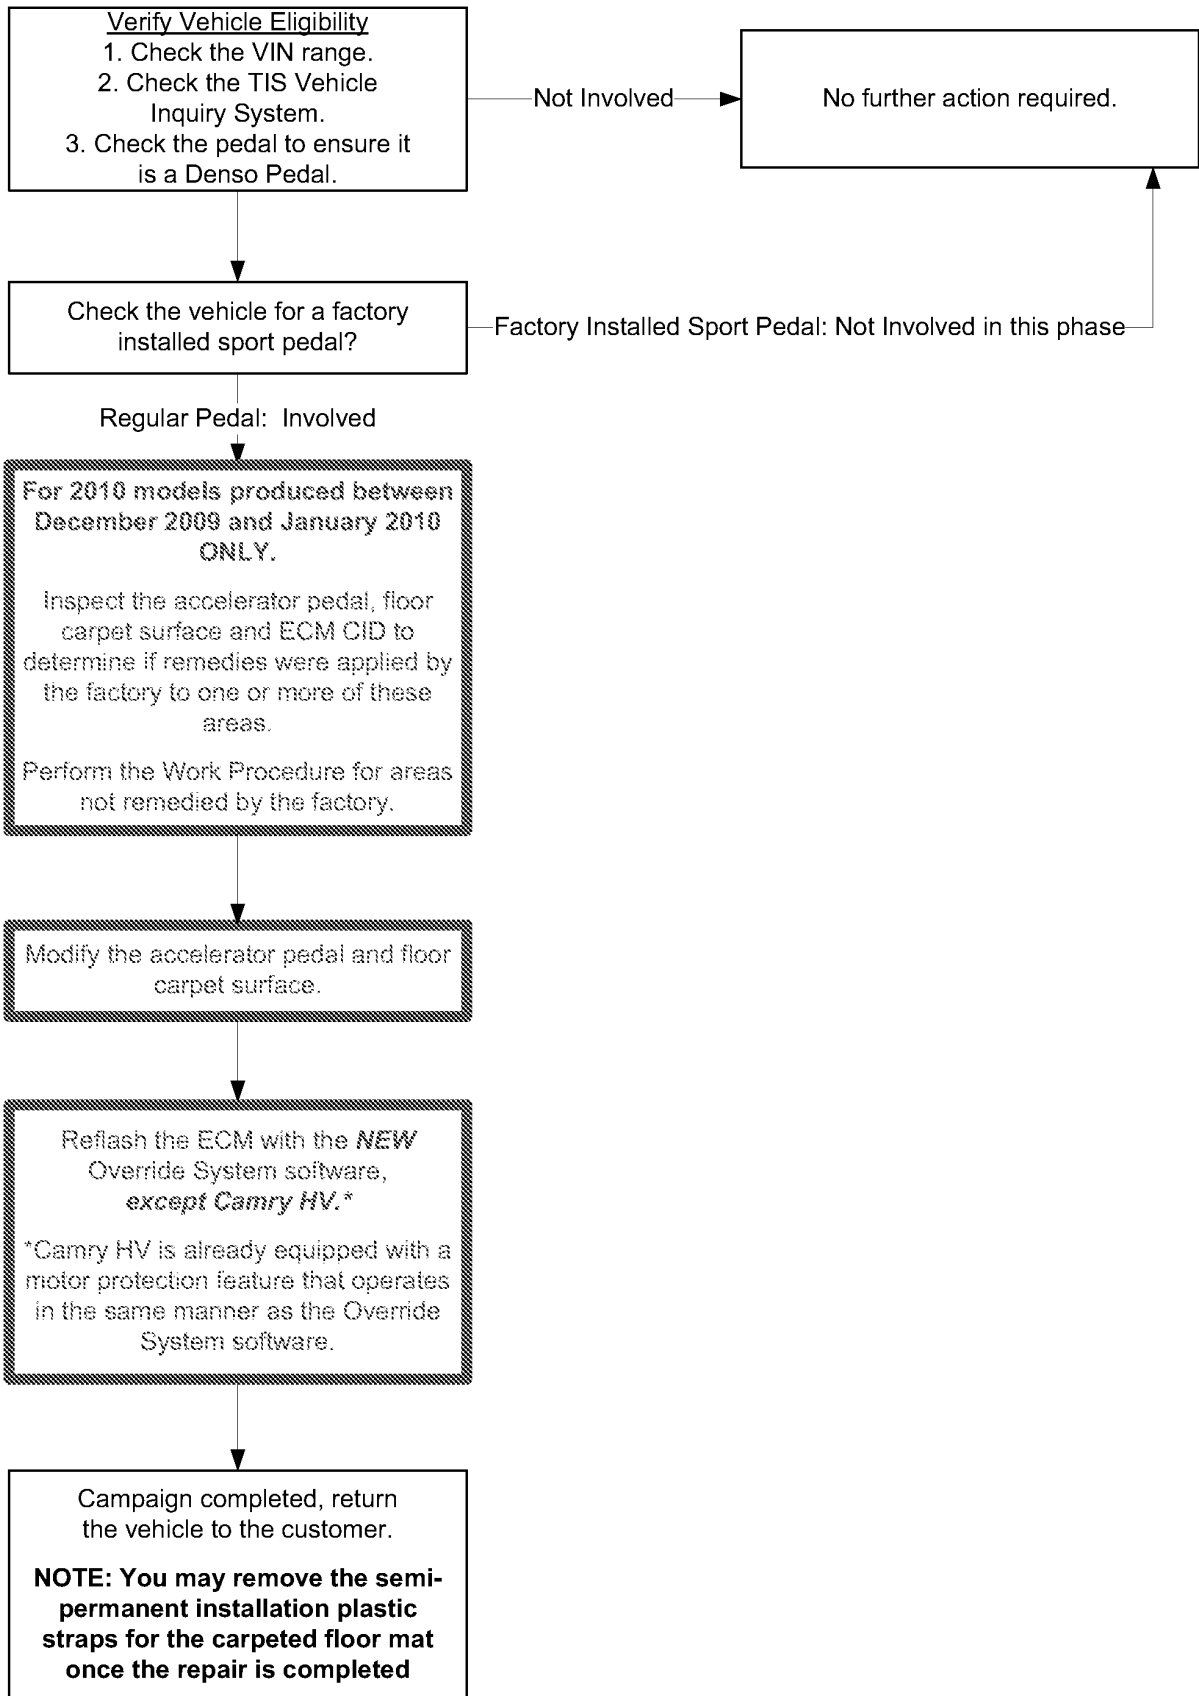 Verify Vehicle Eligibility
1. Check the VIN range.
2. Check the TIS Vehicle
Inquiry System.
3. Check the pedal to ensure it
is a Denso Pedal.
Not Involved
No further action required.
Check the vehicle for a factory
installed sport pedal?
Factory Installed Sport Pedal: Not Involved in this phase
Regular Pedal:  Involved
For 2010 models produced between
December 2009 and January 2010
ONLY.
Inspect the accelerator pedal, floor
carpet surface and ECM CID to
determine if remedies were applied by
the factory to one or more of these
areas.
Perform the Work Procedure for areas
not remedied by the factory.
Modify the accelerator pedal and floor
carpet surface.
Reflash the ECM with the NEW
Override System software,
except Camry HV.*
*Camry HV is already equipped with a
motor protection feature that operates
in the same manner as the Override
System software.
Campaign completed, return
the vehicle to the customer.
NOTE: You may remove the semi-
permanent installation plastic
straps for the carpeted floor mat
once the repair is completed